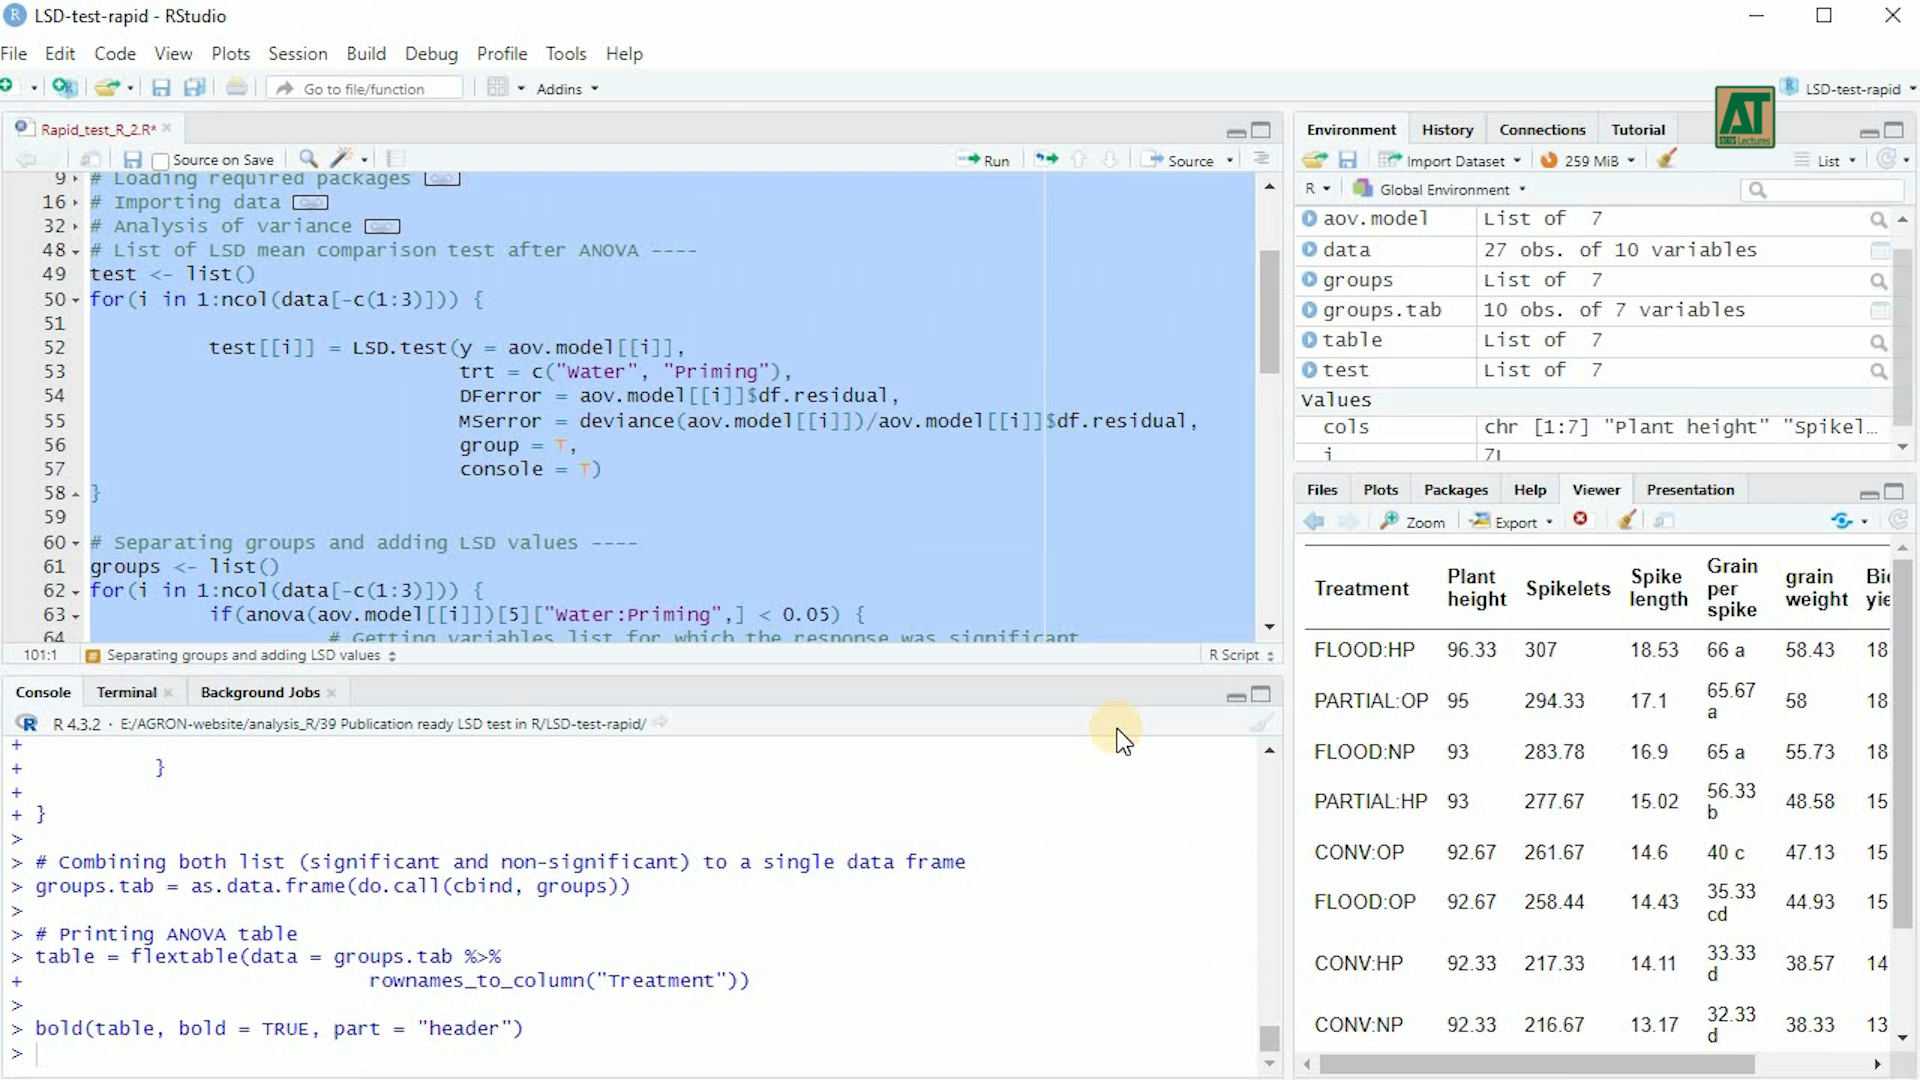 LSD-test-rapid - RStudio
File Edit Code View Plots Session Build Debug Profile Tools Help
Go to file/function Addins
LSD-test-rapid
AT
Lectures
Rapid_test_R_2.R*
Source on Save Run Source
9 # Loading required packages
16 # Importing data
32 # Analysis of variance
48 # List of LSD mean comparison test after ANOVA ----
49 test <- list()
50 for(i in 1:ncol(data[-c(1:3)])) {
51
52 test[[i]] = LSD.test(y = aov.model[[i]],
53 trt = c("Water", "Priming"),
54 DFerror = aov.model[[i]]$df.residual,
55 MSerror = deviance(aov.model[[i]])/aov.model[[i]]$df.residual,
56 group = T,
57 console = T)
58 }
59
60 # Separating groups and adding LSD values ----
61 groups <- list()
62 for(i in 1:ncol(data[-c(1:3)])) {
63 if(anova(aov.model[[i]])[5]["Water:Priming",] < 0.05) {
64 # Getting variables list for which the response was significant
101:1 Separating groups and adding LSD values R Script
Console Terminal Background Jobs
R 4.3.2 · E:/AGRON-website/analysis_R/39 Publication ready LSD test in R/LSD-test-rapid/
+
+ }
+
+ }
>
> # Combining both list (significant and non-significant) to a single data frame
> groups.tab = as.data.frame(do.call(cbind, groups))
>
> # Printing ANOVA table
> table = flextable(data = groups.tab %>%
+ rownames_to_column("Treatment"))
>
> bold(table, bold = TRUE, part = "header")
>
Environment History Connections Tutorial
Import Dataset 259 MiB List
R Global Environment
aov.model List of 7
data 27 obs. of 10 variables
groups List of 7
groups.tab 10 obs. of 7 variables
table List of 7
test List of 7
Values
cols chr [1:7] "Plant height" "Spikel...
i 7L
Files Plots Packages Help Viewer Presentation
Zoom Export
Treatment Plant height Spikelets Spike length Grain per spike grain weight
FLOOD:HP 96.33 307 18.53 66 a 58.43 18
PARTIAL:OP 95 294.33 17.1 65.67 a 58 18
FLOOD:NP 93 283.78 16.9 65 a 55.73 18
PARTIAL:HP 93 277.67 15.02 56.33 b 48.58 15
CONV:OP 92.67 261.67 14.6 40 c 47.13 15
FLOOD:OP 92.67 258.44 14.43 35.33 cd 44.93 15
CONV:HP 92.33 217.33 14.11 33.33 d 38.57 14
CONV:NP 92.33 216.67 13.17 32.33 d 38.33 13